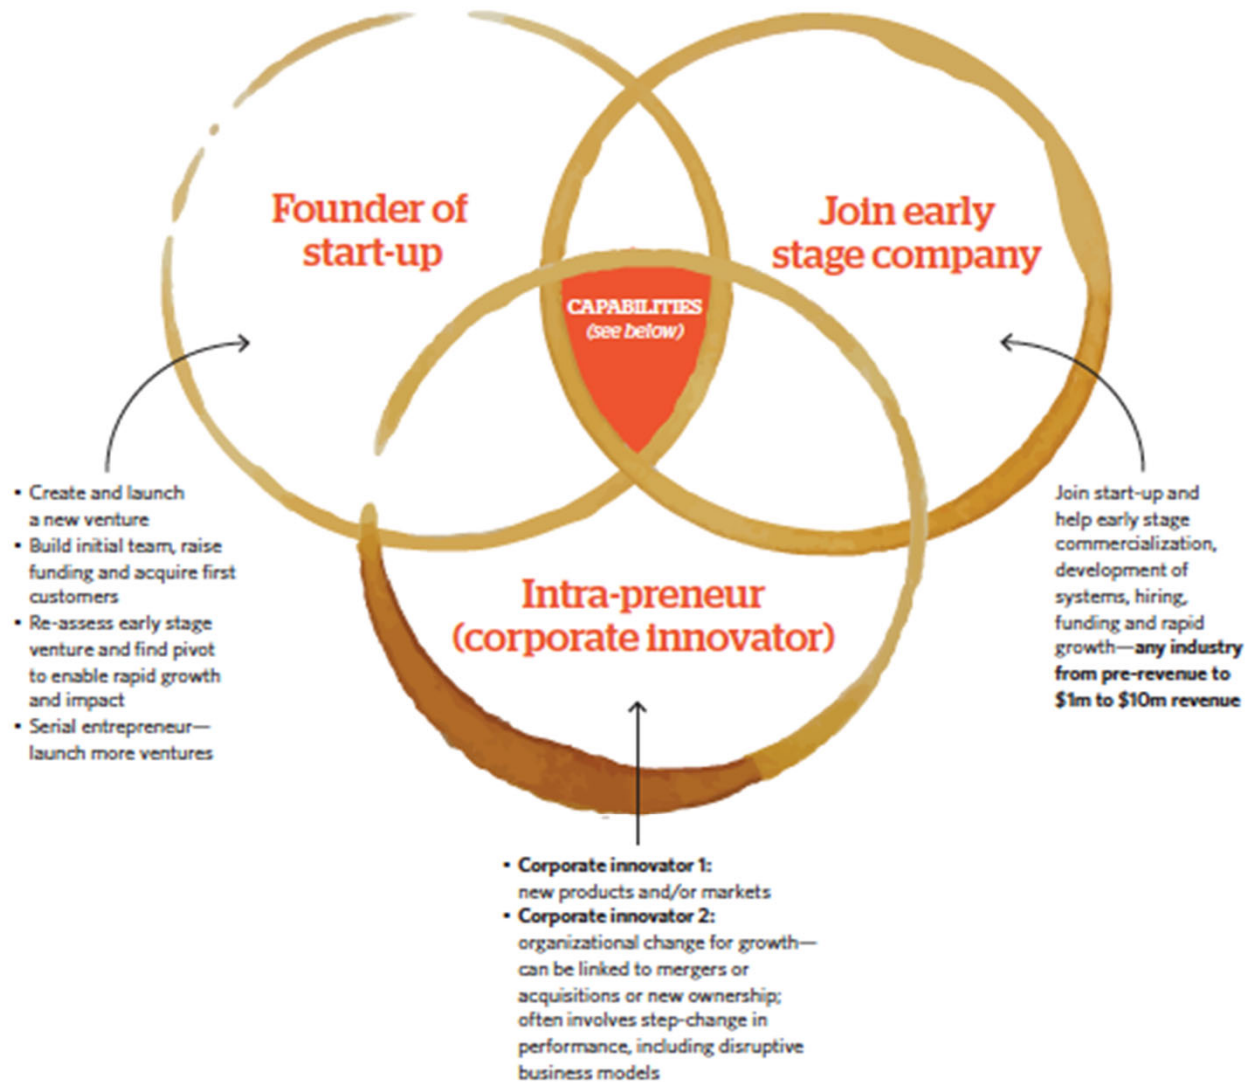 Founder of
start-up
Join early
stage company
CAPABILITIES
(see below)
Intra-preneur
(corporate innovator)
• Create and launch
a new venture
• Build initial team, raise
funding and acquire first
customers
• Re-assess early stage
venture and find pivot
to enable rapid growth
and impact
• Serial entrepreneur—
launch more ventures
Join start-up and
help early stage
commercialization,
development of
systems, hiring,
funding and rapid
growth—any industry
from pre-revenue to
$1m to $10m revenue
• Corporate innovator 1:
new products and/or markets
• Corporate innovator 2:
organizational change for growth—
can be linked to mergers or
acquisitions or new ownership;
often involves step-change in
performance, including disruptive
business models